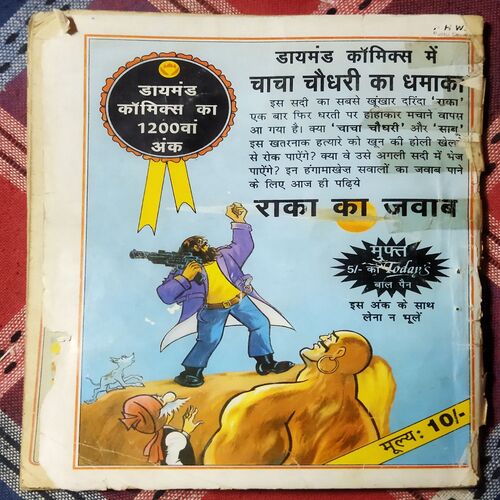 डायमंड
कॉमिक्स का
1200वां
अंक
डायमंड कॉमिक्स में
चाचा चौधरी का धमाका
इस सदी का सबसे खूंखार दरिंदा 'राका'
एक बार फिर धरती पर हाहाकार मचाने वापस
आ गया है। क्या 'चाचा चौधरी' और 'साबू'
इस खतरनाक हत्यारे को खून की होली खेलने
से रोक पाएंगे? क्या वे उसे अगली सदी में भेज
पाएंगे? इन हंगामाखेज़ सवालों का जवाब पाने
के लिए आज ही पढ़िये
राका का जवाब
मुफ्त
5/- का Today's
बाल पैन
इस अंक के साथ
लेना न भूलें
मूल्य: 10/-